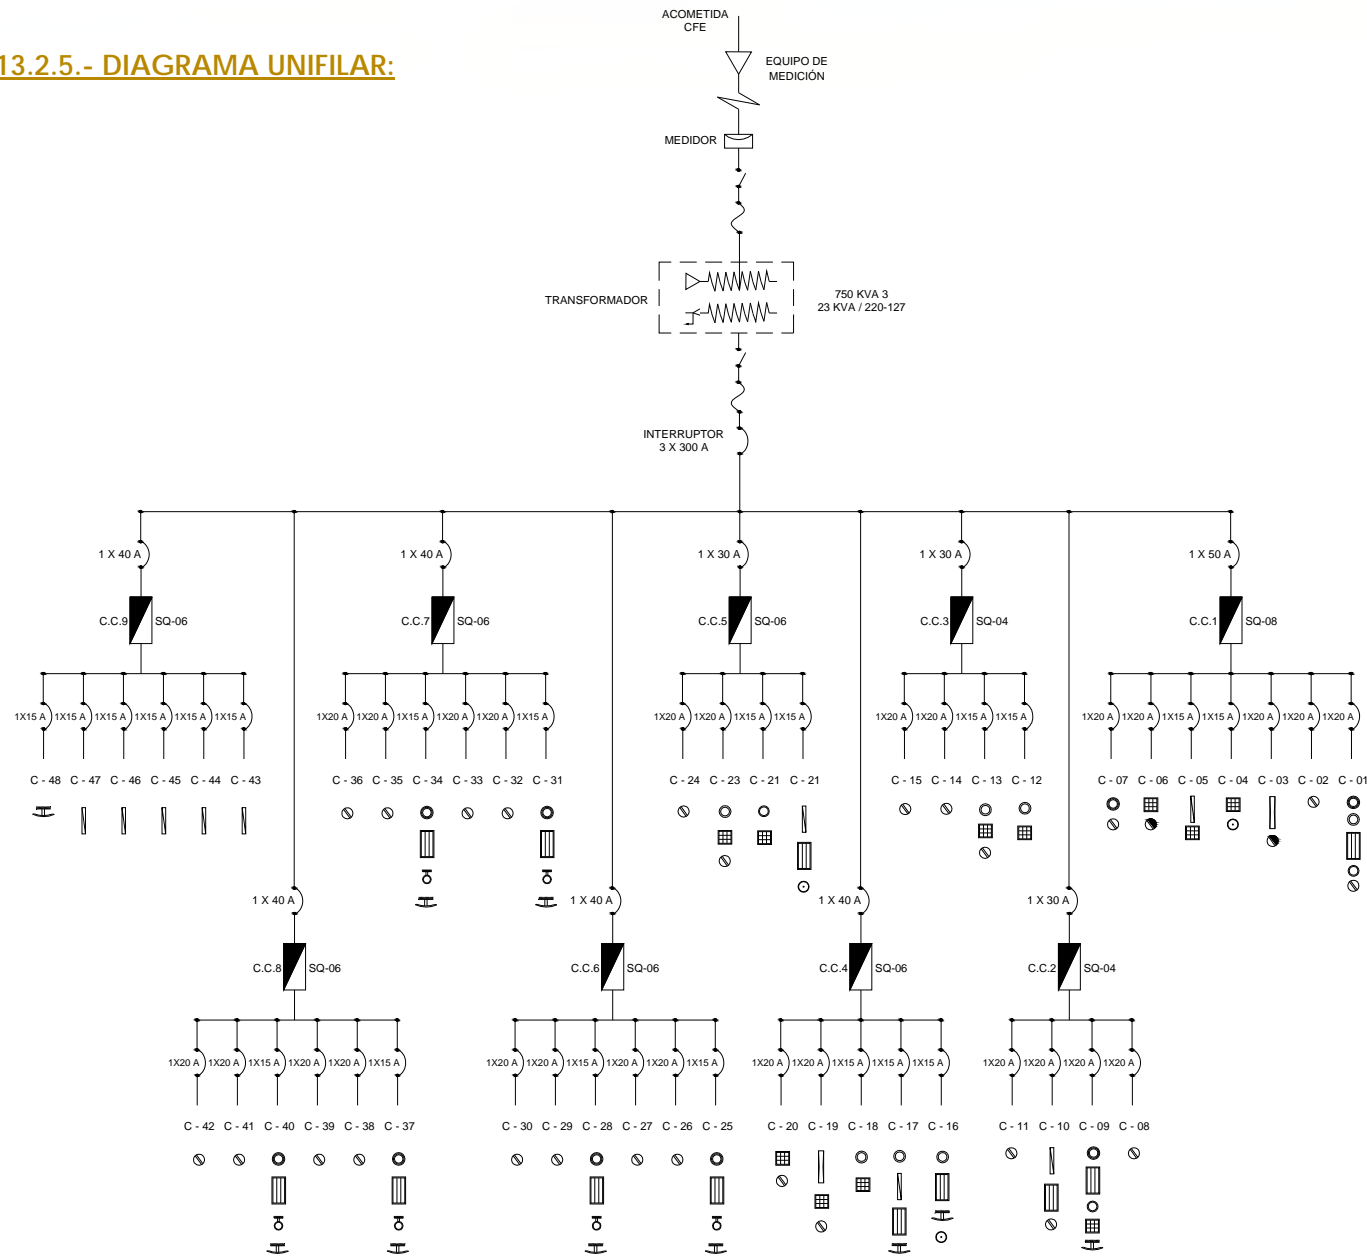 ACOMETIDA
CFE
13.2.5.- DIAGRAMA UNIFILAR:
EQUIPO DE
MEDICIÓN
MEDIDOR
TRANSFORMADOR
750 KVA 3
23 KVA / 220-127
INTERRUPTOR
3 X 300 A
1 X 40 A
1 X 40 A
1 X 30 A
1 X 30 A
1 X 50 A
C.C.9 SQ-06
C.C.7 SQ-06
C.C.5 SQ-06
C.C.3 SQ-04
C.C.1 SQ-08
1X15 A 1X15 A 1X15 A 1X15 A 1X15 A 1X15 A
1X20 A 1X20 A 1X15 A 1X20 A 1X20 A 1X15 A
1X20 A 1X20 A 1X15 A 1X15 A
1X20 A 1X20 A 1X15 A 1X15 A
1X20 A 1X20 A 1X15 A 1X15 A 1X20 A 1X20 A 1X20 A
C - 48 C - 47 C - 46 C - 45 C - 44 C - 43
C - 36 C - 35 C - 34 C - 33 C - 32 C - 31
C - 24 C - 23 C - 21 C - 21
C - 15 C - 14 C - 13 C - 12
C - 07 C - 06 C - 05 C - 04 C - 03 C - 02 C - 01
1 X 40 A
1 X 40 A
1 X 40 A
1 X 30 A
C.C.8 SQ-06
C.C.6 SQ-06
C.C.4 SQ-06
C.C.2 SQ-04
1X20 A 1X20 A 1X15 A 1X20 A 1X20 A 1X15 A
1X20 A 1X20 A 1X15 A 1X20 A 1X20 A 1X15 A
1X20 A 1X20 A 1X15 A 1X15 A 1X15 A
1X20 A 1X20 A 1X20 A 1X20 A
C - 42 C - 41 C - 40 C - 39 C - 38 C - 37
C - 30 C - 29 C - 28 C - 27 C - 26 C - 25
C - 20 C - 19 C - 18 C - 17 C - 16
C - 11 C - 10 C - 09 C - 08